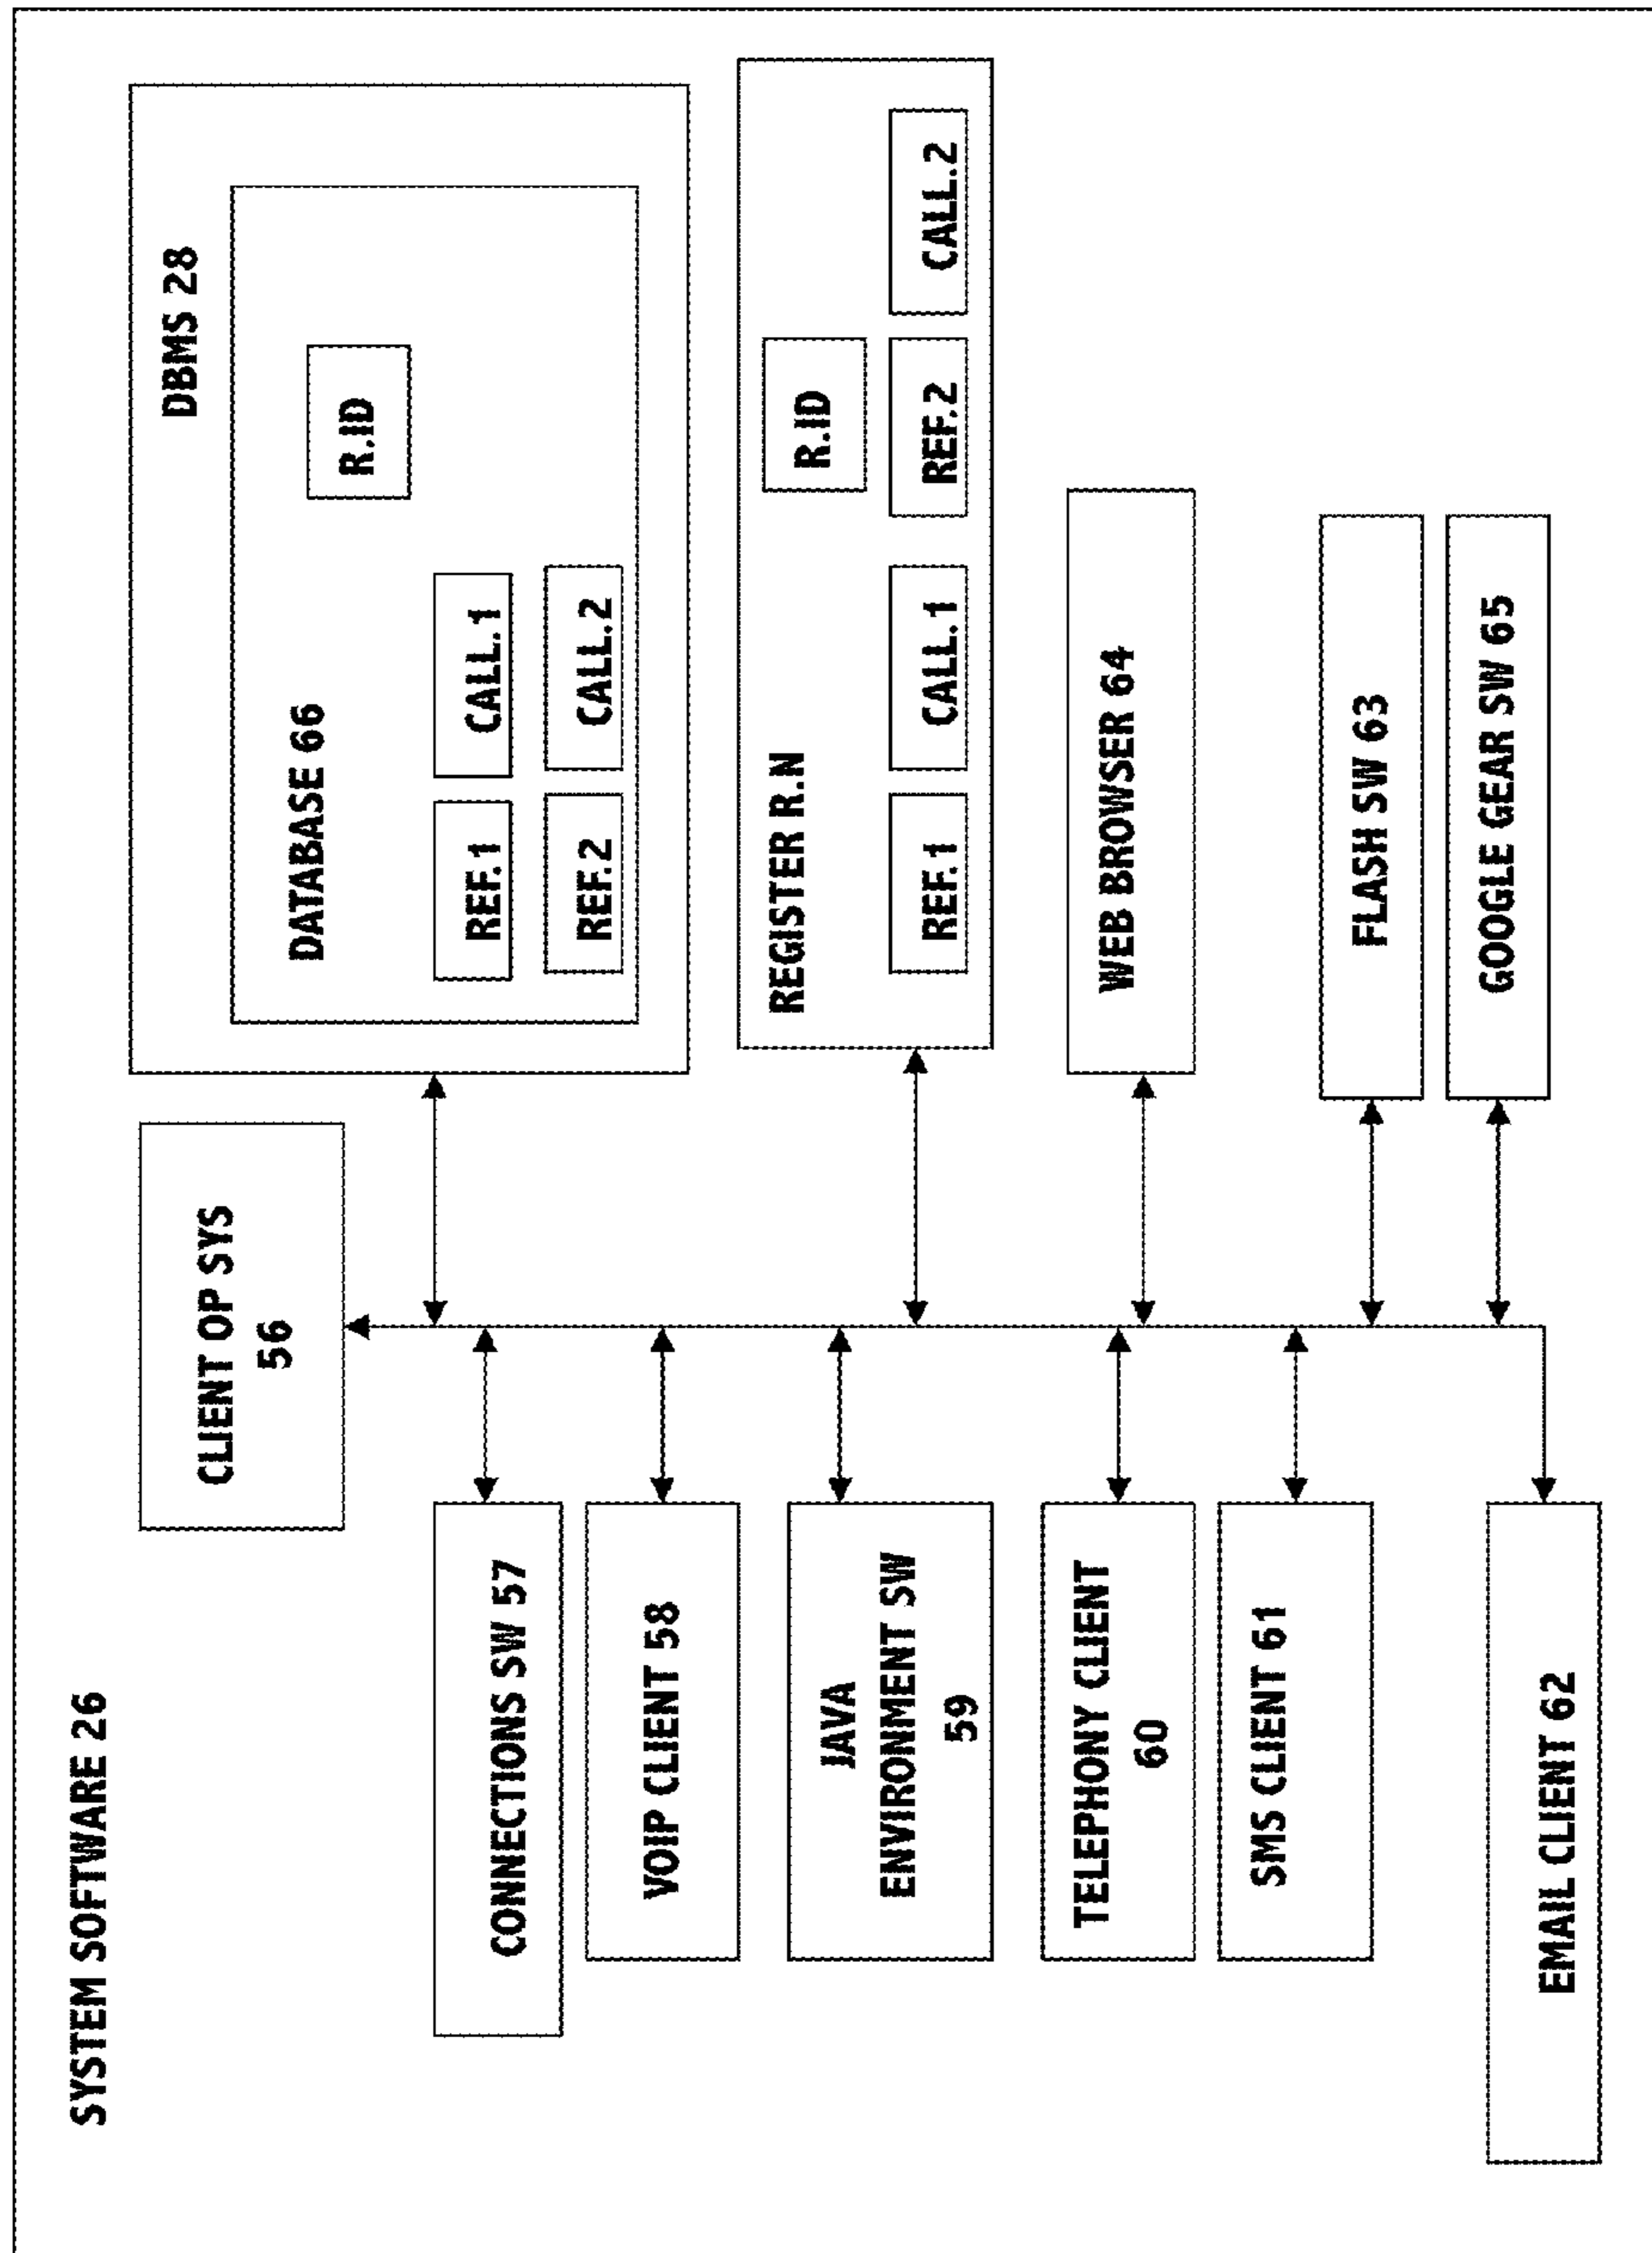 SYSTEM SOFTWARE 26
CLIENT OP SYS
56
CONNECTIONS SW 57
VOIP CLIENT 58
JAVA
ENVIRONMENT SW
59
TELEPHONY CLIENT
60
SMS CLIENT 61
EMAIL CLIENT 62
DBMS 28
DATABASE 66
R.ID
REF.1
CALL.1
REF.2
CALL.2
REGISTER R.N
R.ID
REF.1
CALL.1
REF.2
CALL.2
WEB BROWSER 64
FLASH SW 63
GOOGLE GEAR SW 65